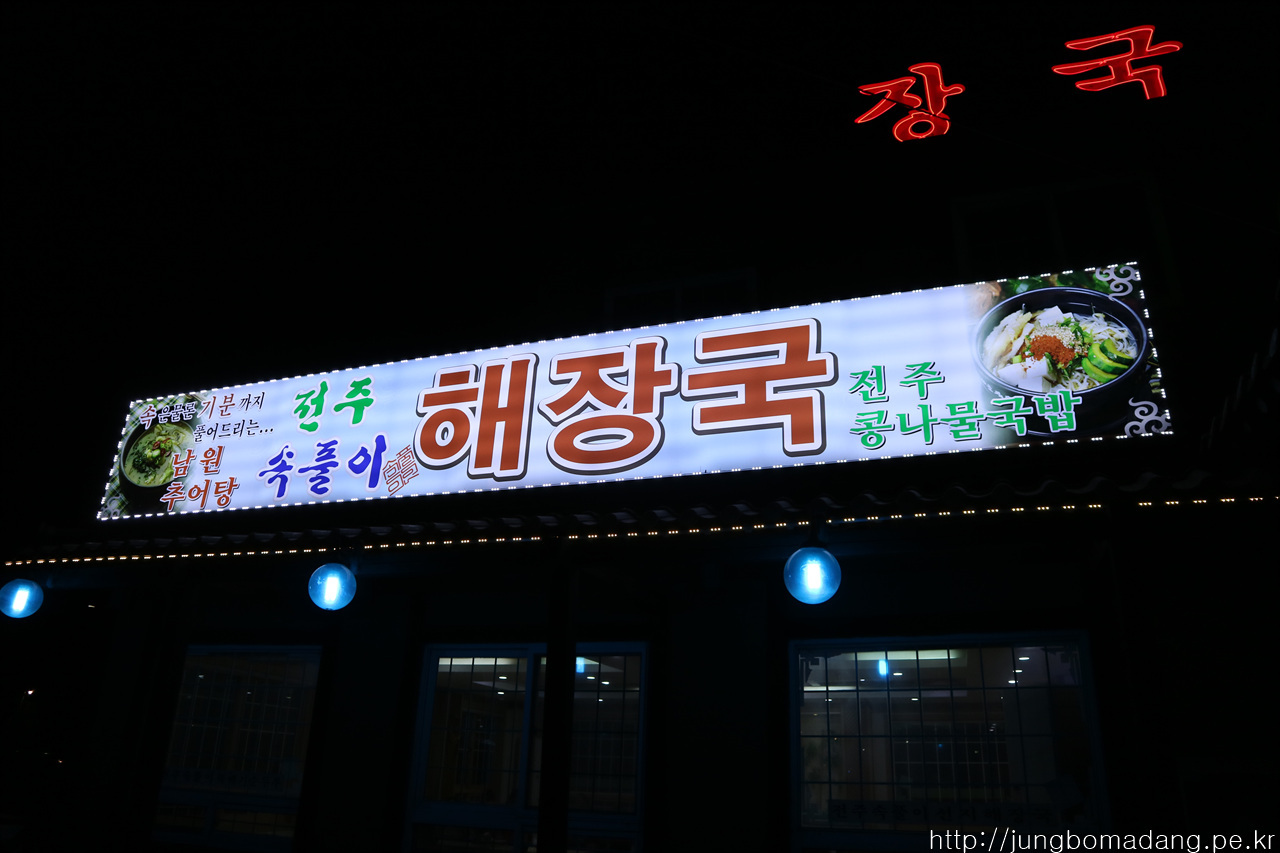 장 국
속은물론 기분까지
풀어드리는...
남원
추어탕
전주
속풀이
해장국
전주
콩나물국밥
http://jungbomadang.pe.kr